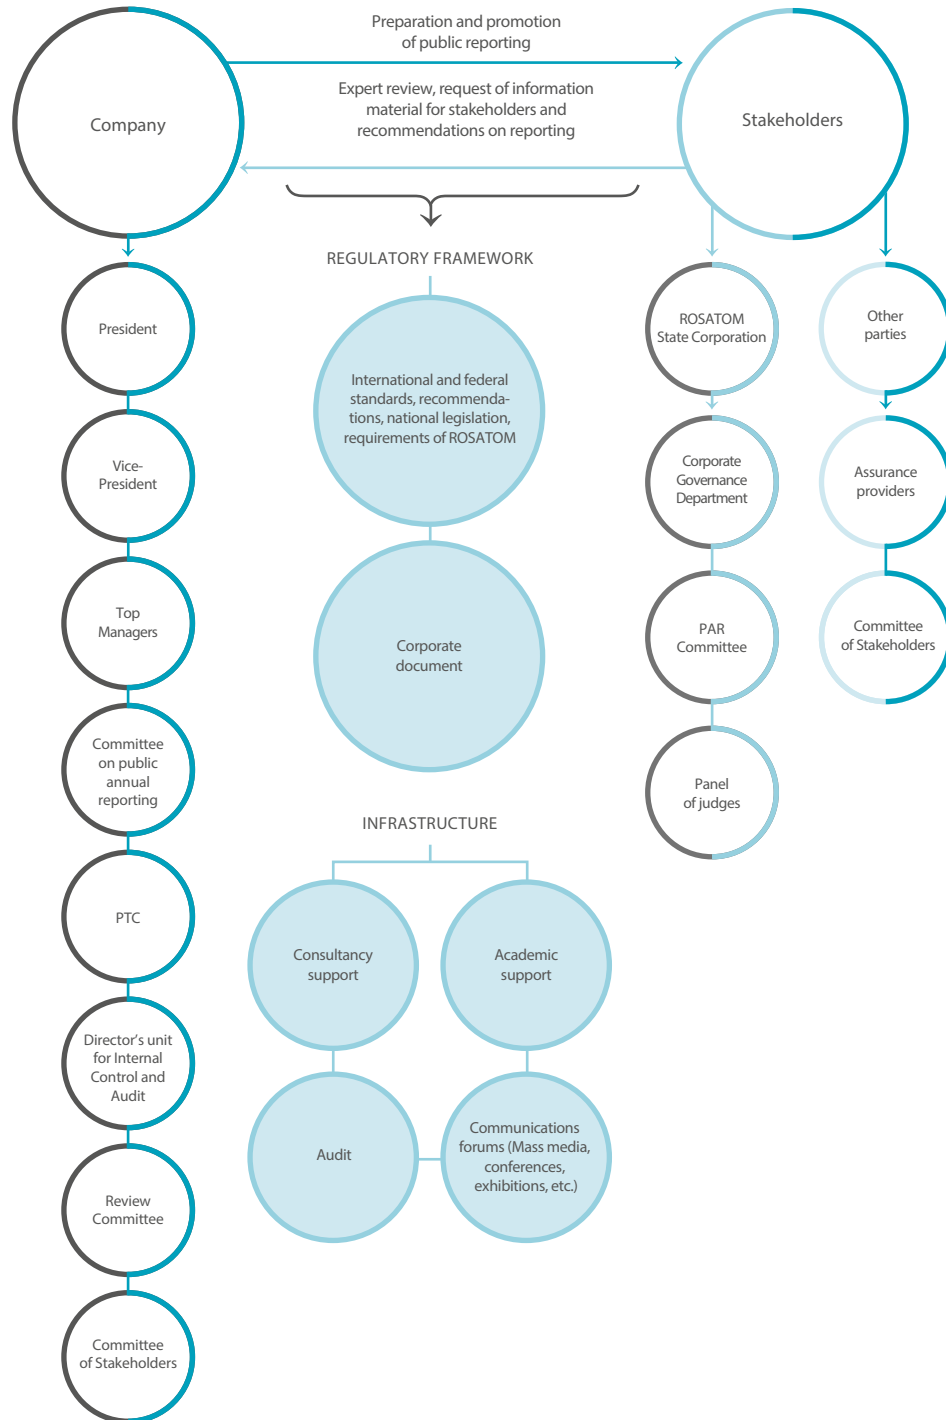 Preparation and promotion
of public reporting
Expert review, request of information
material for stakeholders and
recommendations on reporting
Company
Stakeholders
REGULATORY FRAMEWORK
International and federal
standards, recommenda-
tions, national legislation,
requirements of ROSATOM
Corporate
document
INFRASTRUCTURE
Consultancy
support
Academic
support
Audit
Communications
forums (Mass media,
conferences,
exhibitions, etc.)
President
Vice-
President
Top
Managers
Committee
on public
annual
reporting
PTC
Director's unit
for Internal
Control and
Audit
Review
Committee
Committee
of Stakeholders
ROSATOM
State Corporation
Corporate
Governance
Department
PAR
Committee
Panel
of judges
Other
parties
Assurance
providers
Committee
of Stakeholders